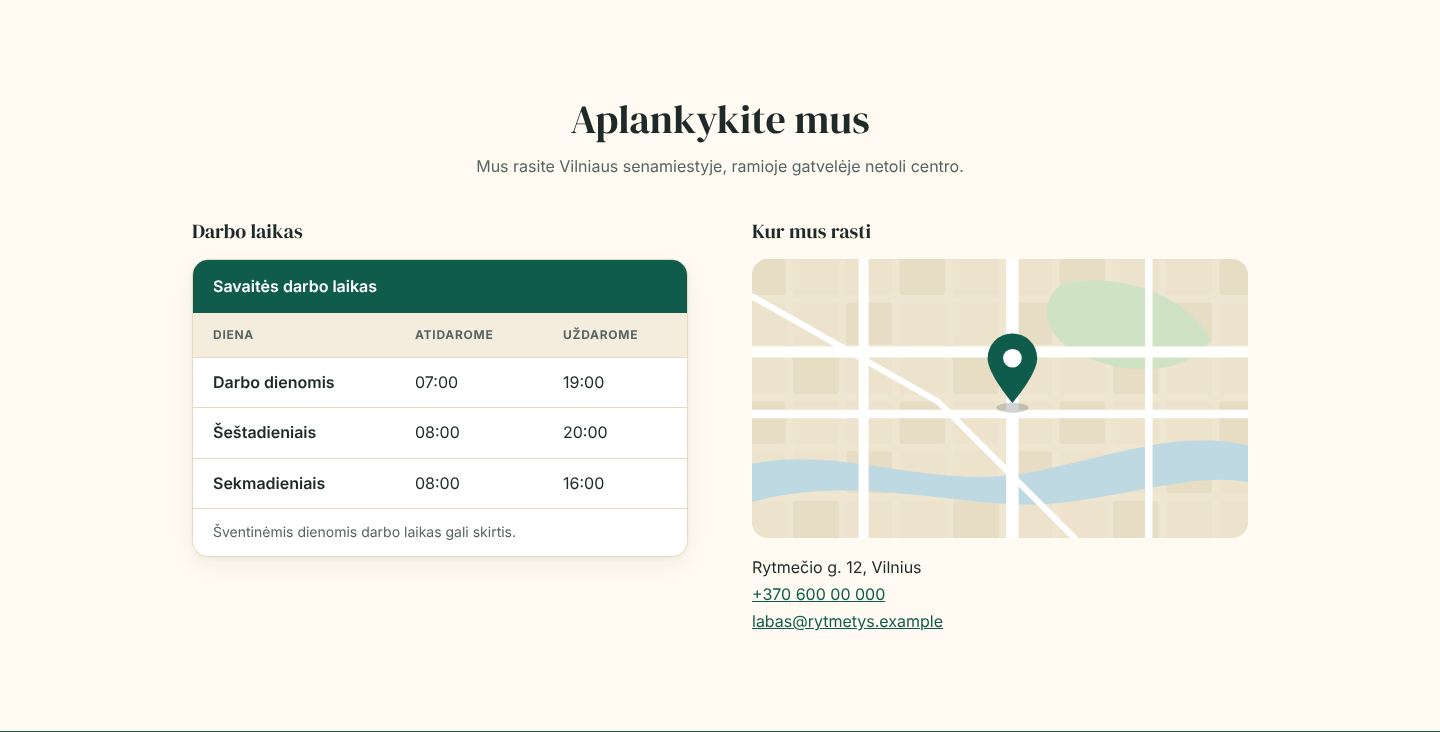 Aplankykite mus
Mus rasite Vilniaus senamiestyje, ramioje gatvelėje netoli centro.
Darbo laikas
Savaitės darbo laikas
DIENA ATIDAROME UŽDAROME
Darbo dienomis 07:00 19:00
Šeštadieniais 08:00 20:00
Sekmadieniais 08:00 16:00
Šventinėmis dienomis darbo laikas gali skirtis.
Kur mus rasti
Rytmečio g. 12, Vilnius
+370 600 00 000
labas@rytmetys.example